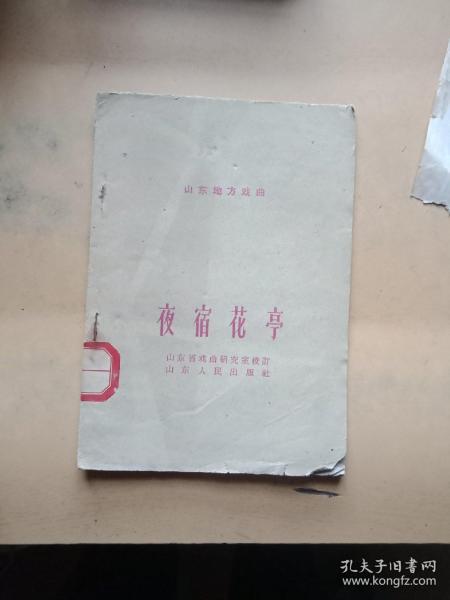 山东地方戏曲
夜宿花亭
山东省戏曲研究室校訂
山东人民出版社
孔夫子旧书网
www.kongfz.com